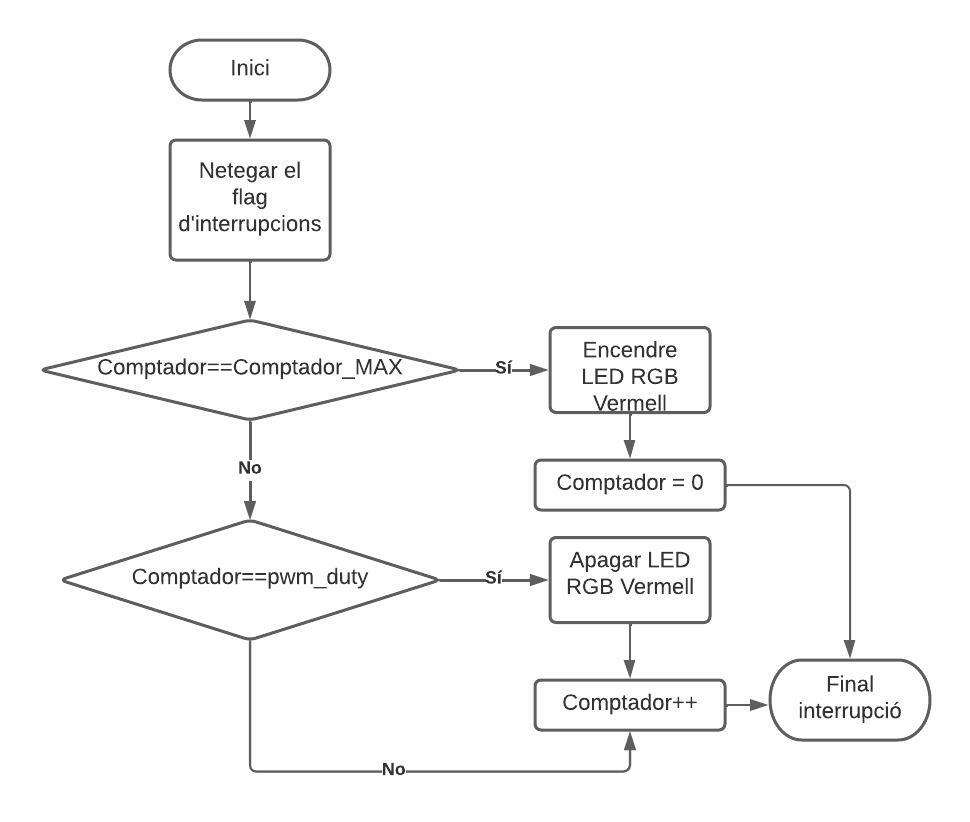 Inici
Netegar el
flag
d'interrupcions
Comptador==Comptador_MAX
Sí
Encendre
LED RGB
Vermell
No
Comptador = 0
Comptador==pwm_duty
Sí
Apagar LED
RGB Vermell
Comptador++
Final
interrupció
No